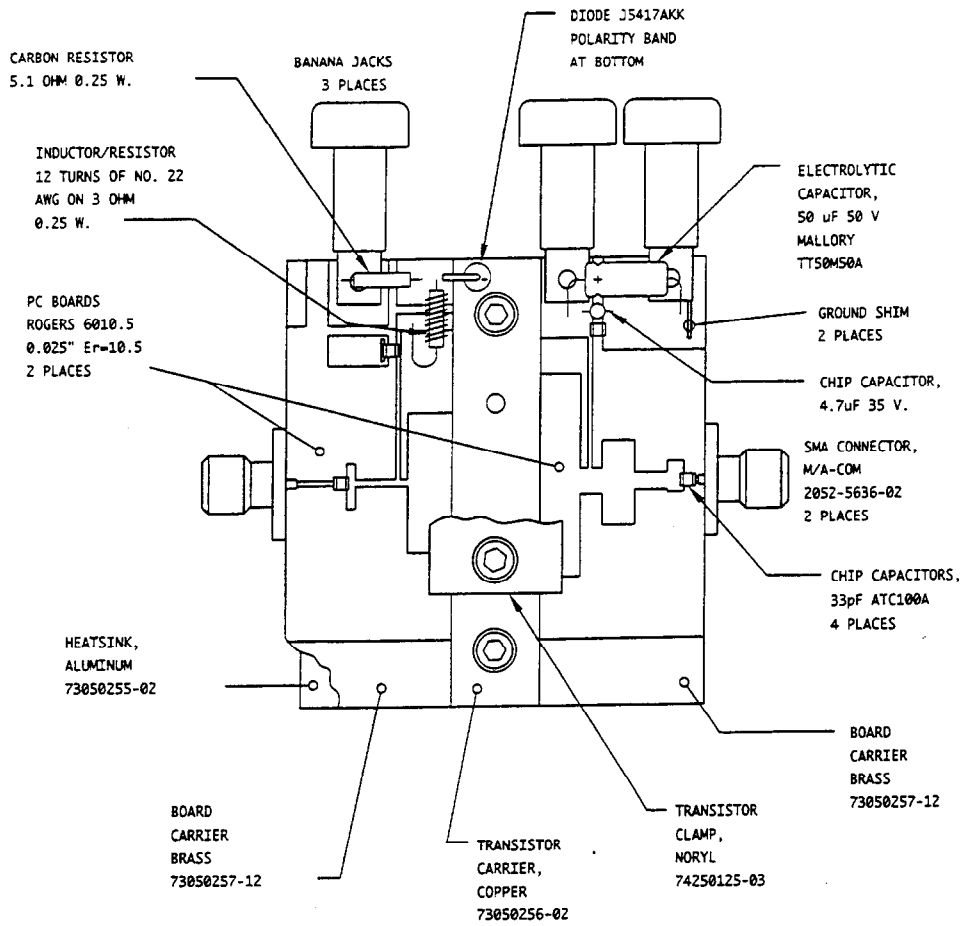 DIODE J5417AKK
POLARITY BAND
AT BOTTOM
CARBON RESISTOR
5.1 OHM 0.25 W.
BANANA JACKS
3 PLACES
INDUCTOR/RESISTOR
12 TURNS OF NO. 22
AWG ON 3 OHM
0.25 W.
ELECTROLYTIC
CAPACITOR,
50 uF 50 V
MALLORY
TT50M50A
PC BOARDS
ROGERS 6010.5
0.025" Er=10.5
2 PLACES
GROUND SHIM
2 PLACES
CHIP CAPACITOR,
4.7uF 35 V.
SMA CONNECTOR,
M/A-COM
2052-5636-02
2 PLACES
CHIP CAPACITORS,
33pF ATC100A
4 PLACES
HEATSINK,
ALUMINUM
73050255-02
BOARD
CARRIER
BRASS
73050257-12
BOARD
CARRIER
BRASS
73050257-12
TRANSISTOR
CARRIER,
COPPER
73050256-02
TRANSISTOR
CLAMP,
NORYL
74250125-03